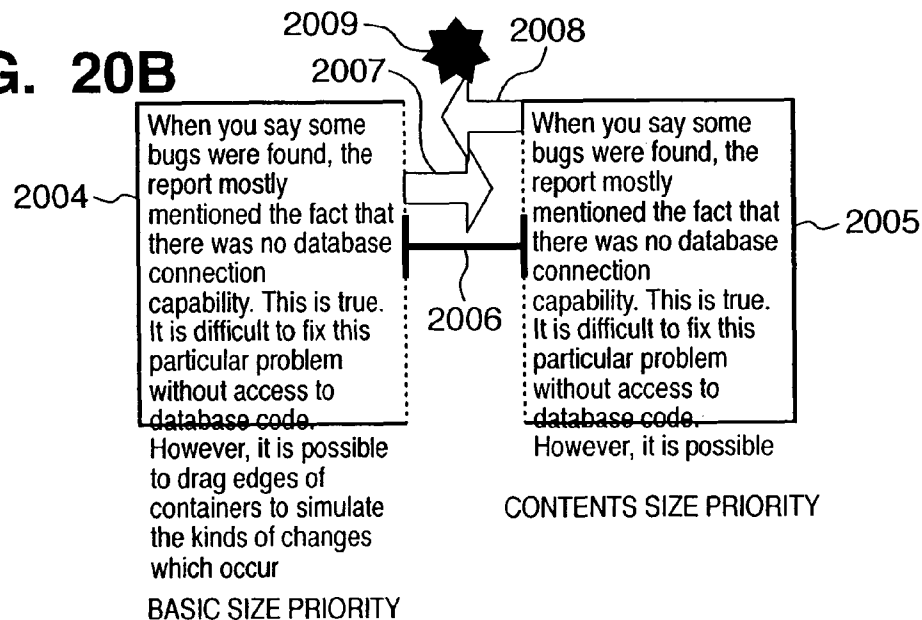 G. 20B
2009
2008
2007
When you say some
bugs were found, the
report mostly
mentioned the fact that
there was no database
connection
capability. This is true.
It is difficult to fix this
particular problem
without access to
database code.
However, it is possible
to drag edges of
containers to simulate
the kinds of changes
which occur
BASIC SIZE PRIORITY
2004
2006
When you say some
bugs were found, the
report mostly
mentioned the fact that
there was no database
connection
capability. This is true.
It is difficult to fix this
particular problem
without access to
database code.
However, it is possible
CONTENTS SIZE PRIORITY
2005